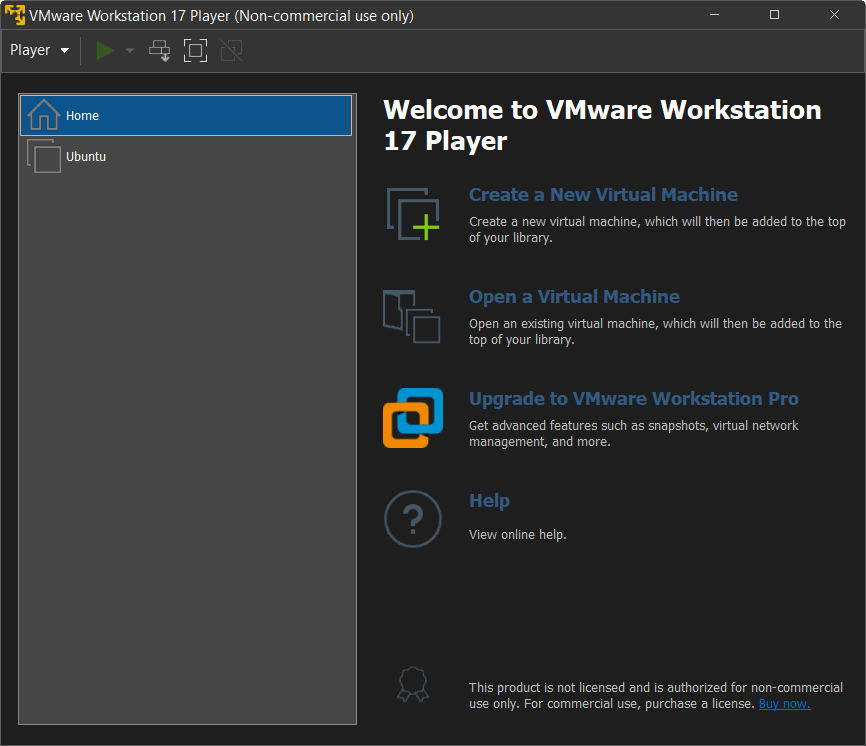 VMware Workstation 17 Player (Non-commercial use only)
Player
Home
Ubuntu
Welcome to VMware Workstation
17 Player
Create a New Virtual Machine
Create a new virtual machine, which will then be added to the top
of your library.
Open a Virtual Machine
Open an existing virtual machine, which will then be added to the
top of your library.
Upgrade to VMware Workstation Pro
Get advanced features such as snapshots, virtual network
management, and more.
Help
?
View online help.
This product is not licensed and is authorized for non-commercial
use only. For commercial use, purchase a license. Buy now.